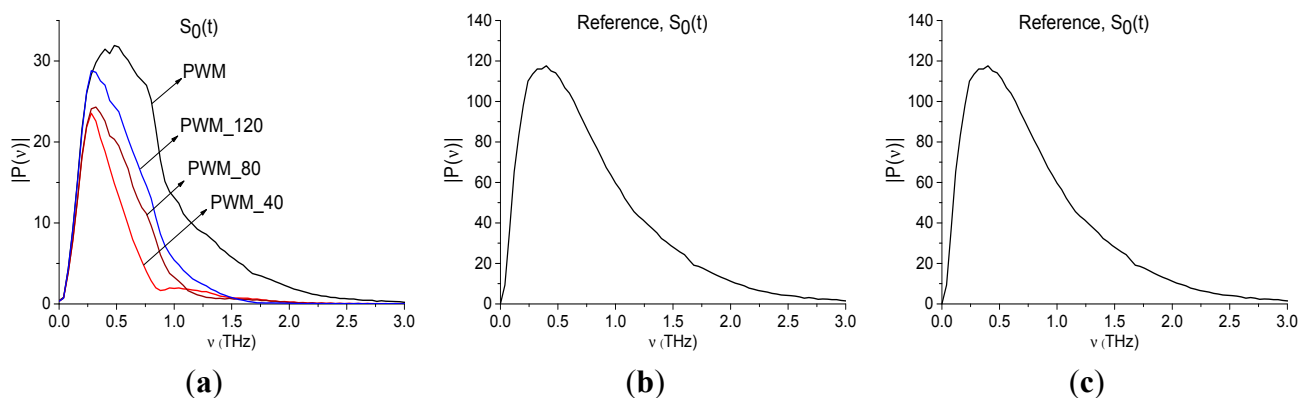 S0(t)
30
20
10
0
|P(ν)|
PWM
PWM_120
PWM_80
PWM_40
0.0 0.5 1.0 1.5 2.0 2.5 3.0
ν (THz)
(a)
Reference, S0(t)
140
120
100
80
60
40
20
0
|P(ν)|
0.0 0.5 1.0 1.5 2.0 2.5 3.0
ν (THz)
(b)
Reference, S0(t)
140
120
100
80
60
40
20
0
|P(ν)|
0.0 0.5 1.0 1.5 2.0 2.5 3.0
ν (THz)
(c)